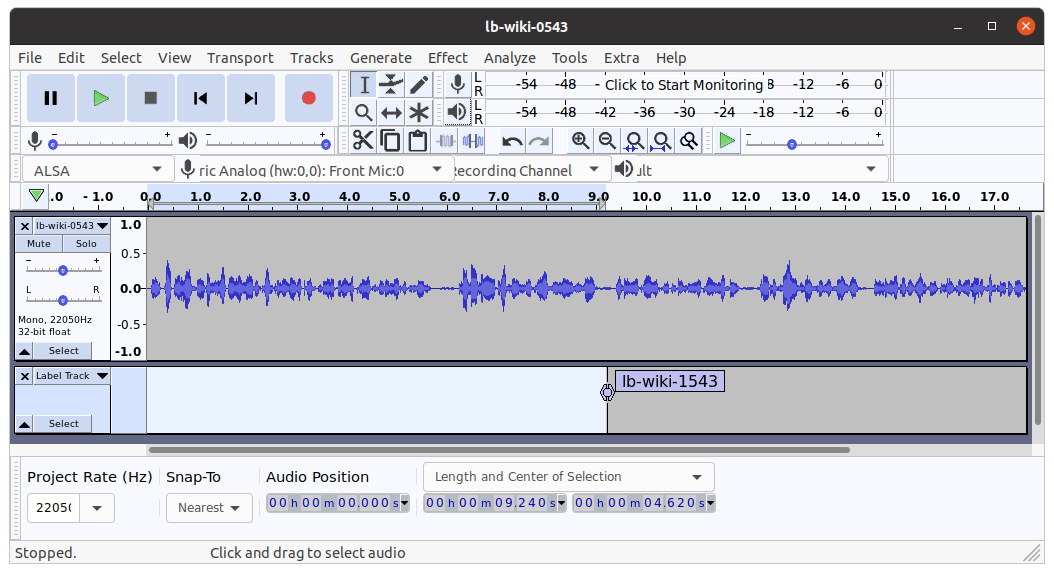 lb-wiki-0543
File Edit Select View Transport Tracks Generate Effect Analyze Tools Extra Help
L R -54 -48 - Click to Start Monitoring 8 -12 -6 0
L R -54 -48 -42 -36 -30 -24 -18 -12 -6 0
- + - + - +
ALSA ric Analog (hw:0,0): Front Mic:0 Recording Channel ult
.0 - 1.0 0.0 1.0 2.0 3.0 4.0 5.0 6.0 7.0 8.0 9.0 10.0 11.0 12.0 13.0 14.0 15.0 16.0 17.0
lb-wiki-0543 1.0
Mute Solo
0.5
- +
L R 0.0
Mono, 22050Hz
32-bit float -0.5
Select -1.0
Label Track lb-wiki-1543
Select
Project Rate (Hz) Snap-To Audio Position Length and Center of Selection
2205( Nearest 00 h 00 m 00.000 s 00 h 00 m 09.240 s 00 h 00 m 04.620 s
Stopped. Click and drag to select audio